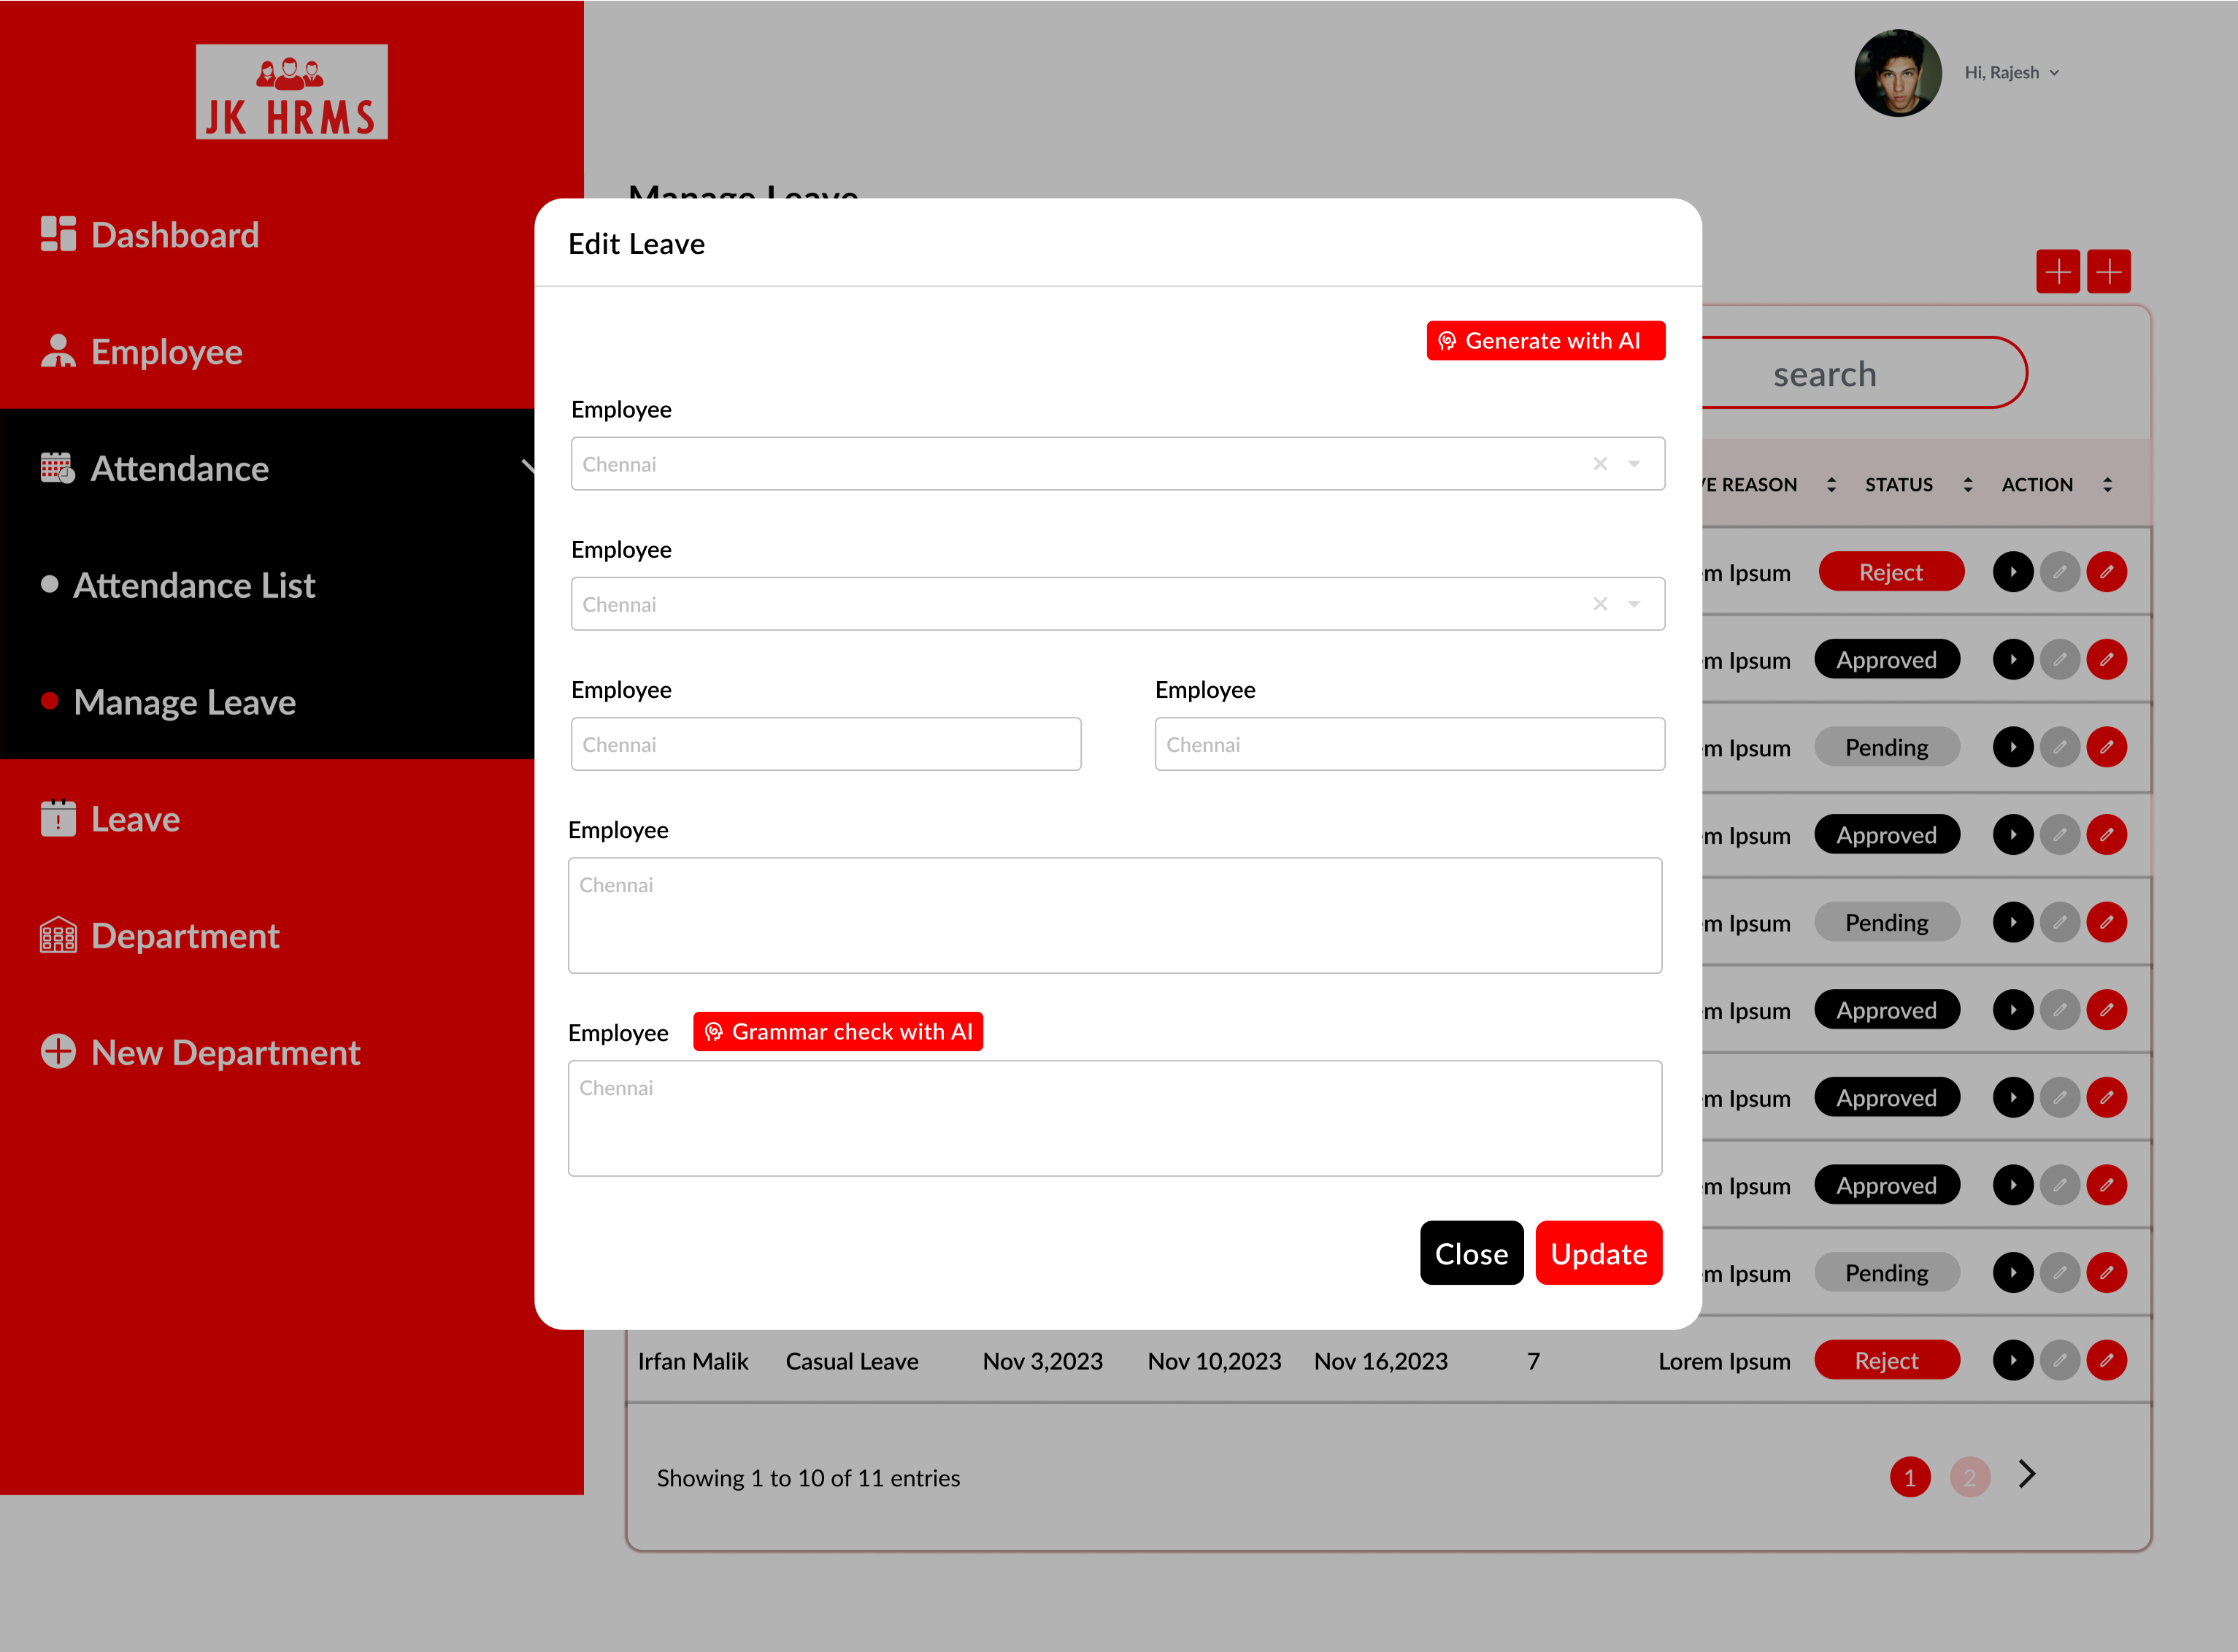 JK HRMS
Hi, Rajesh
Dashboard
Employee
Attendance
Attendance List
Manage Leave
Leave
Department
New Department
Manage Leave
Edit Leave
Generate with AI
Employee
Chennai
Employee
Chennai
Employee
Employee
Chennai
Chennai
Employee
Chennai
Employee
Grammar check with AI
Chennai
Close
Update
search
REASON
STATUS
ACTION
Ipsum
Reject
Ipsum
Approved
Ipsum
Pending
Ipsum
Approved
Ipsum
Pending
Ipsum
Approved
Ipsum
Approved
Ipsum
Approved
Ipsum
Pending
Irfan Malik Casual Leave Nov 3,2023 Nov 10,2023 Nov 16,2023 7 Lorem Ipsum Reject
Showing 1 to 10 of 11 entries
1 2